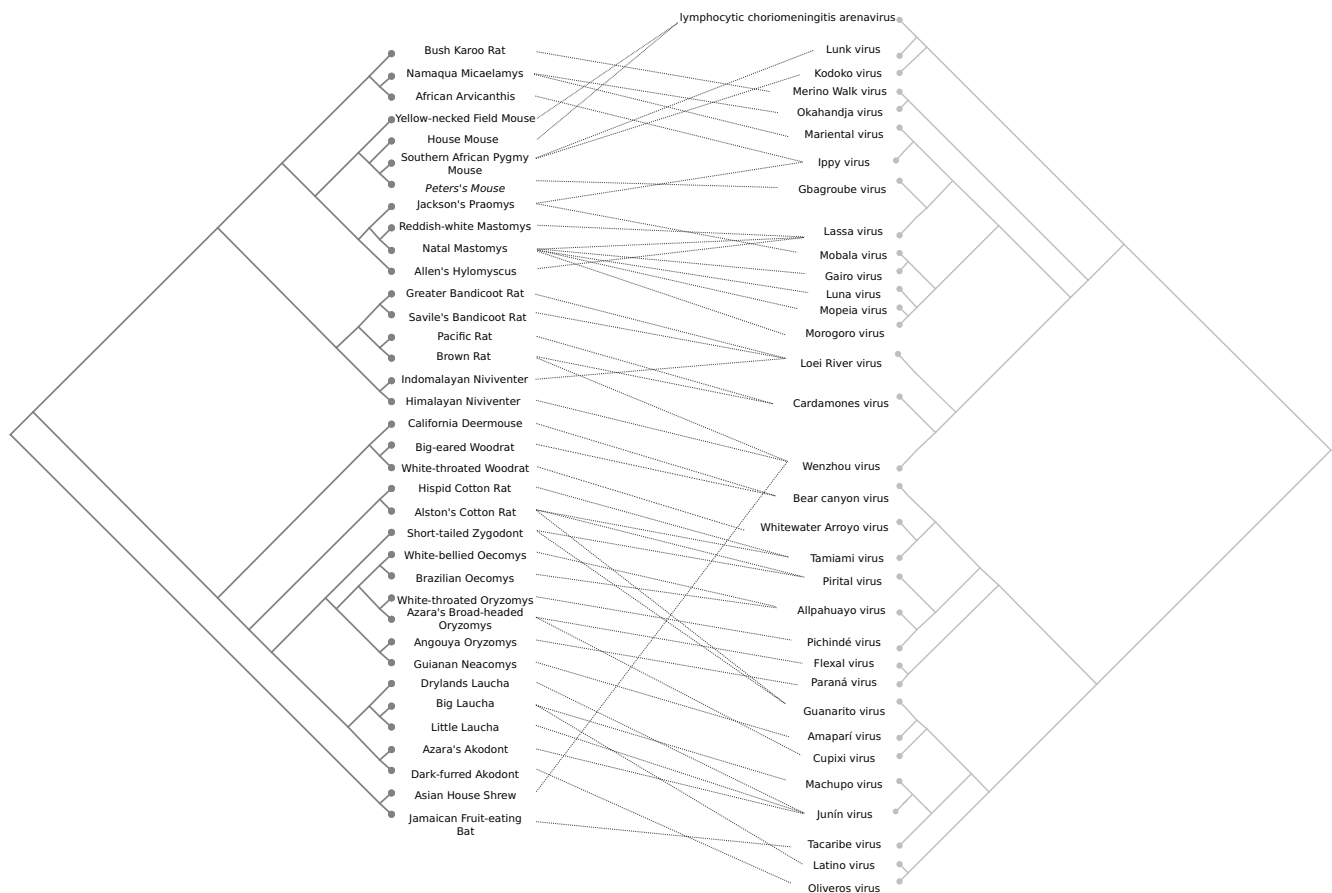 lymphocytic choriomeningitis arenavirus
Bush Karoo Rat
Namaqua Micaelamys
African Arvicanthis
Yellow-necked Field Mouse
House Mouse
Southern African Pygmy
Mouse
Peters's Mouse
Jackson's Praomys
Reddish-white Mastomys
Natal Mastomys
Allen's Hylomyscus
Greater Bandicoot Rat
Savile's Bandicoot Rat
Pacific Rat
Brown Rat
Indomalayan Niviventer
Himalayan Niviventer
California Deermouse
Big-eared Woodrat
White-throated Woodrat
Hispid Cotton Rat
Alston's Cotton Rat
Short-tailed Zygodont
White-bellied Oecomys
Brazilian Oecomys
White-throated Oryzomys
Azara's Broad-headed
Oryzomys
Angouya Oryzomys
Guianan Neacomys
Drylands Laucha
Big Laucha
Little Laucha
Azara's Akodont
Dark-furred Akodont
Asian House Shrew
Jamaican Fruit-eating
Bat
Lunk virus
Kodoko virus
Merino Walk virus
Okahandja virus
Mariental virus
Ippy virus
Gbagroube virus
Lassa virus
Mobala virus
Gairo virus
Luna virus
Mopeia virus
Morogoro virus
Loei River virus
Cardamones virus
Wenzhou virus
Bear canyon virus
Whitewater Arroyo virus
Tamiami virus
Pirital virus
Allpahuayo virus
Pichindé virus
Flexal virus
Paraná virus
Guanarito virus
Amaparí virus
Cupixi virus
Machupo virus
Junín virus
Tacaribe virus
Latino virus
Oliveros virus